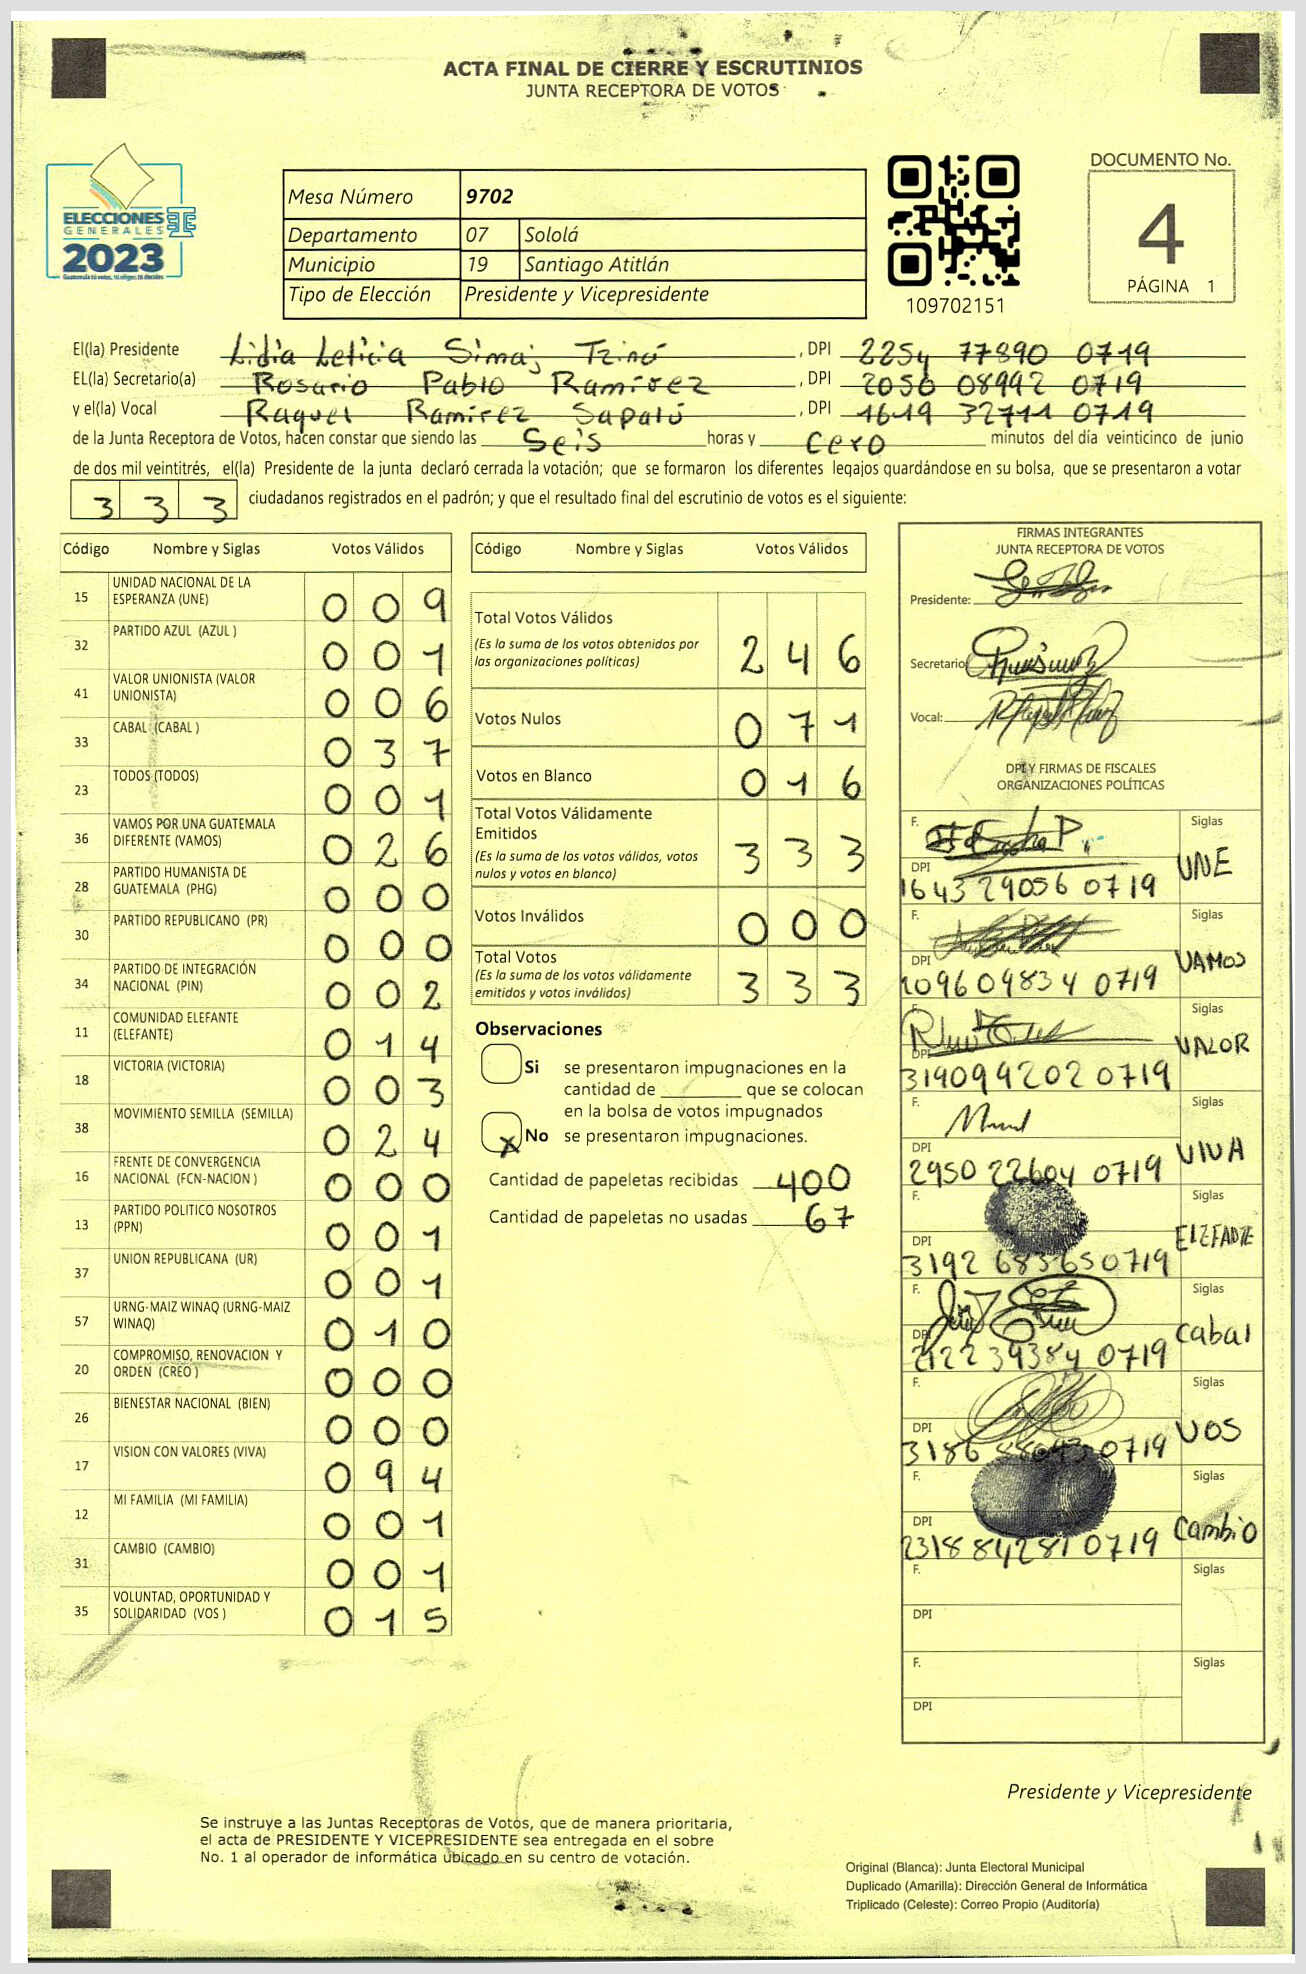 ACTA FINAL DE CIERRE Y ESCRUTINIOS
JUNTA RECEPTORA DE VOTOS
ELECCIONES
GENERALES
2023
Mesa Número 9702
Departamento 07 Sololá
Municipio 19 Santiago Atitlán
Tipo de Elección Presidente y Vicepresidente
109702151
DOCUMENTO No.
4
PÁGINA 1
El(la) Presidente Lidia Leticia Simaj Tzinó, DPI 2254 77890 0719
EL(la) Secretario(a) Rosario Pablo Ramírez, DPI 2056 08992 0719
y el(la) Vocal Raquel Ramírez Sapalú, DPI 1619 32711 0719
de la Junta Receptora de Votos, hacen constar que siendo las Seis horas y cero minutos del día veinticinco de junio
de dos mil veintitrés, el(la) Presidente de la junta declaró cerrada la votación; que se formaron los diferentes legajos quardándose en su bolsa, que se presentaron a votar
3 3 3 ciudadanos registrados en el padrón; y que el resultado final del escrutinio de votos es el siguiente:
Código Nombre y Siglas Votos Válidos
15 UNIDAD NACIONAL DE LA ESPERANZA (UNE) 0 0 9
32 PARTIDO AZUL (AZUL ) 0 0 1
41 VALOR UNIONISTA (VALOR UNIONISTA) 0 0 6
33 CABAL (CABAL ) 0 3 7
23 TODOS (TODOS) 0 0 1
36 VAMOS POR UNA GUATEMALA DIFERENTE (VAMOS) 0 2 6
28 PARTIDO HUMANISTA DE GUATEMALA (PHG) 0 0 0
30 PARTIDO REPUBLICANO (PR) 0 0 0
34 PARTIDO DE INTEGRACIÓN NACIONAL (PIN) 0 0 2
11 COMUNIDAD ELEFANTE (ELEFANTE) 0 1 4
18 VICTORIA (VICTORIA) 0 0 3
38 MOVIMIENTO SEMILLA (SEMILLA) 0 2 4
16 FRENTE DE CONVERGENCIA NACIONAL (FCN-NACION ) 0 0 0
13 PARTIDO POLITICO NOSOTROS (PPN) 0 0 1
37 UNION REPUBLICANA (UR) 0 0 1
57 URNG-MAIZ WINAQ (URNG-MAIZ WINAQ) 0 1 0
20 COMPROMISO, RENOVACION Y ORDEN (CREO ) 0 0 0
26 BIENESTAR NACIONAL (BIEN) 0 0 0
17 VISION CON VALORES (VIVA) 0 9 4
12 MI FAMILIA (MI FAMILIA) 0 0 1
31 CAMBIO (CAMBIO) 0 0 1
35 VOLUNTAD, OPORTUNIDAD Y SOLIDARIDAD (VOS ) 0 1 5
Código Nombre y Siglas Votos Válidos
Total Votos Válidos 2 4 6
(Es la suma de los votos obtenidos por
las organizaciones políticas)
Votos Nulos 0 7 1
Votos en Blanco 0 1 6
Total Votos Válidamente
Emitidos 3 3 3
(Es la suma de los votos válidos, votos
nulos y votos en blanco)
Votos Inválidos 0 0 0
Total Votos 3 3 3
(Es la suma de los votos válidamente
emitidos y votos inválidos)
Observaciones
Si se presentaron impugnaciones en la
cantidad de ________ que se colocan
en la bolsa de votos impugnados
x No se presentaron impugnaciones.
Cantidad de papeletas recibidas 400
Cantidad de papeletas no usadas 67
FIRMAS INTEGRANTES
JUNTA RECEPTORA DE VOTOS
Presidente:
Secretario
Vocal:
DPI Y FIRMAS DE FISCALES
ORGANIZACIONES POLÍTICAS
F. Siglas
DPI 1643 29056 0719 UNE
F. Siglas
DPI 2096 09834 0719 VAMOS
F. Siglas
DPI 3190 94202 0719 VALOR
F. Siglas
DPI 2950 22604 0719 VIVA
F. Siglas
DPI 3192 68365 0719
F. Siglas
DPI 2122 39384 0719 cabal
F. Siglas
DPI 3186 0719 VOS
F. Siglas
DPI 2318 84281 0719 cambio
F. Siglas
DPI
F. Siglas
DPI
Presidente y Vicepresidente
Se instruye a las Juntas Receptoras de Votos, que de manera prioritaria,
el acta de PRESIDENTE Y VICEPRESIDENTE sea entregada en el sobre
No. 1 al operador de informática ubicado en su centro de votación.
Original (Blanca): Junta Electoral Municipal
Duplicado (Amarilla): Dirección General de Informática
Triplicado (Celeste): Correo Propio (Auditoría)